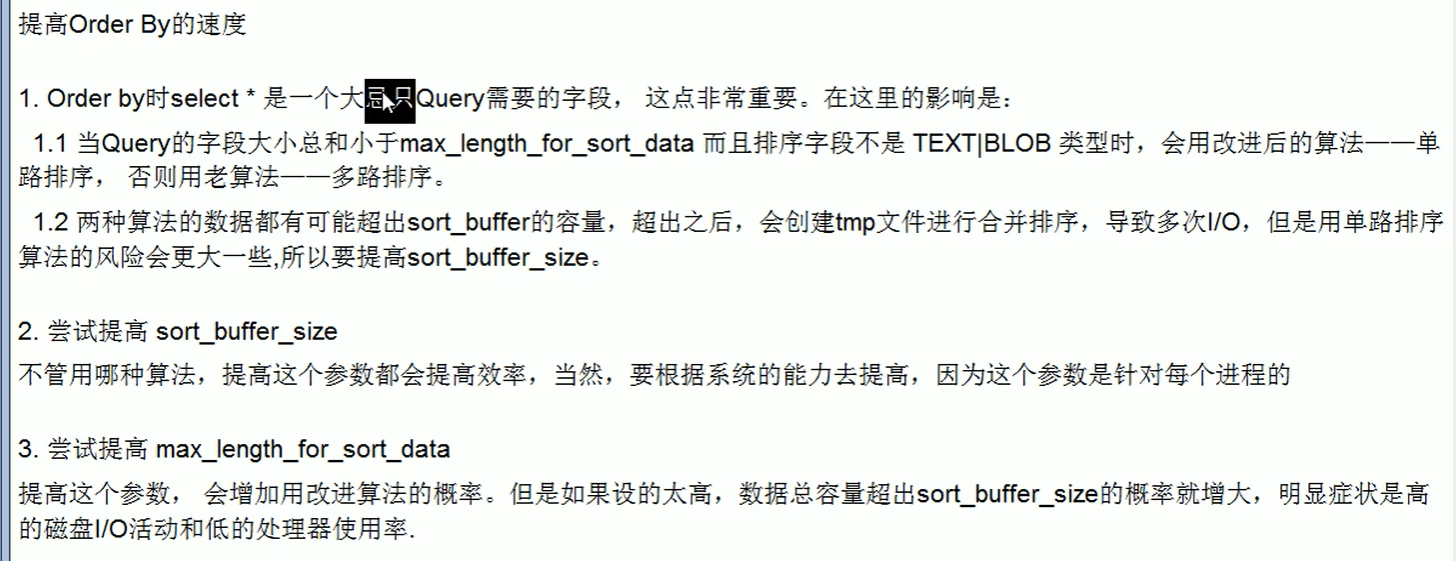 提高Order By的速度
1. Order by时select * 是一个大忌只Query需要的字段， 这点非常重要。在这里的影响是：
1.1 当Query的字段大小总和小于max_length_for_sort_data 而且排序字段不是 TEXT|BLOB 类型时，会用改进后的算法——单
路排序， 否则用老算法——多路排序。
1.2 两种算法的数据都有可能超出sort_buffer的容量，超出之后，会创建tmp文件进行合并排序，导致多次I/O，但是用单路排序
算法的风险会更大一些,所以要提高sort_buffer_size。
2. 尝试提高 sort_buffer_size
不管用哪种算法，提高这个参数都会提高效率，当然，要根据系统的能力去提高，因为这个参数是针对每个进程的
3. 尝试提高 max_length_for_sort_data
提高这个参数， 会增加用改进算法的概率。但是如果设的太高，数据总容量超出sort_buffer_size的概率就增大，明显症状是高
的磁盘I/O活动和低的处理器使用率.